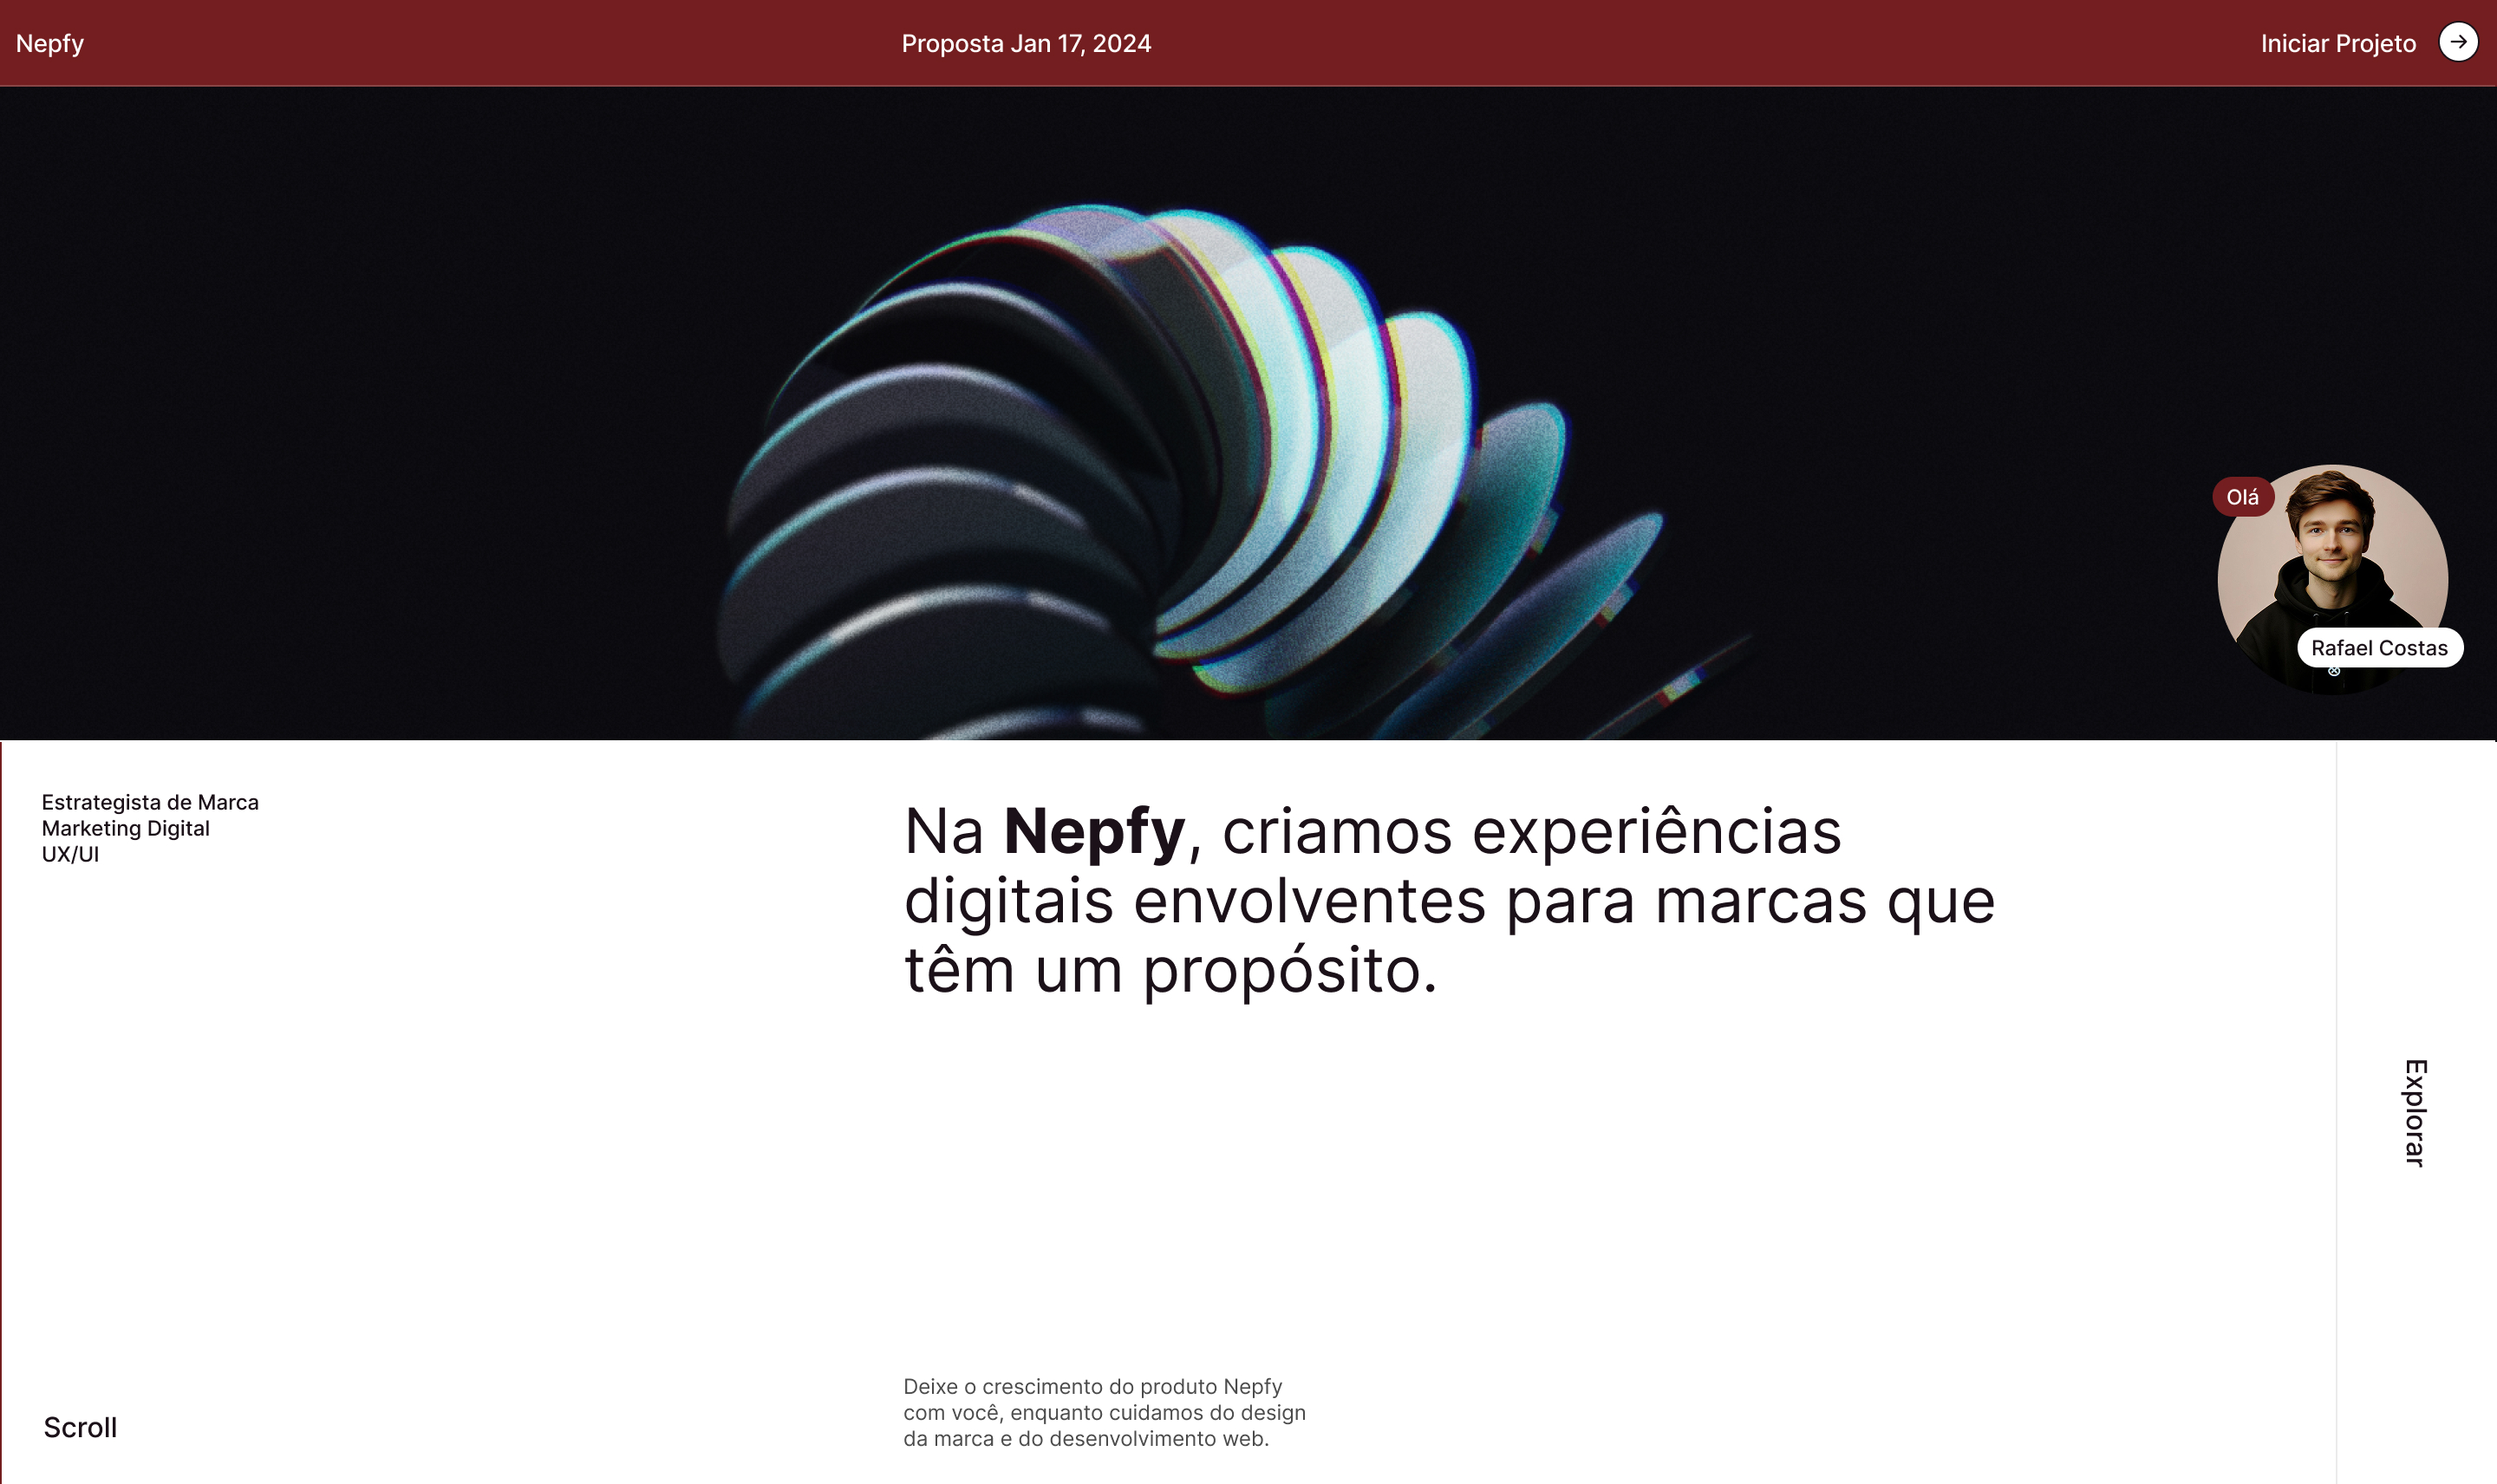 Nepfy
Proposta Jan 17, 2024
Iniciar Projeto
Olá
Rafael Costas
Estrategista de Marca
Marketing Digital
UX/UI
Na Nepfy, criamos experiências
digitais envolventes para marcas que
têm um propósito.
Explorar
Deixe o crescimento do produto Nepfy
com você, enquanto cuidamos do design
da marca e do desenvolvimento web.
Scroll